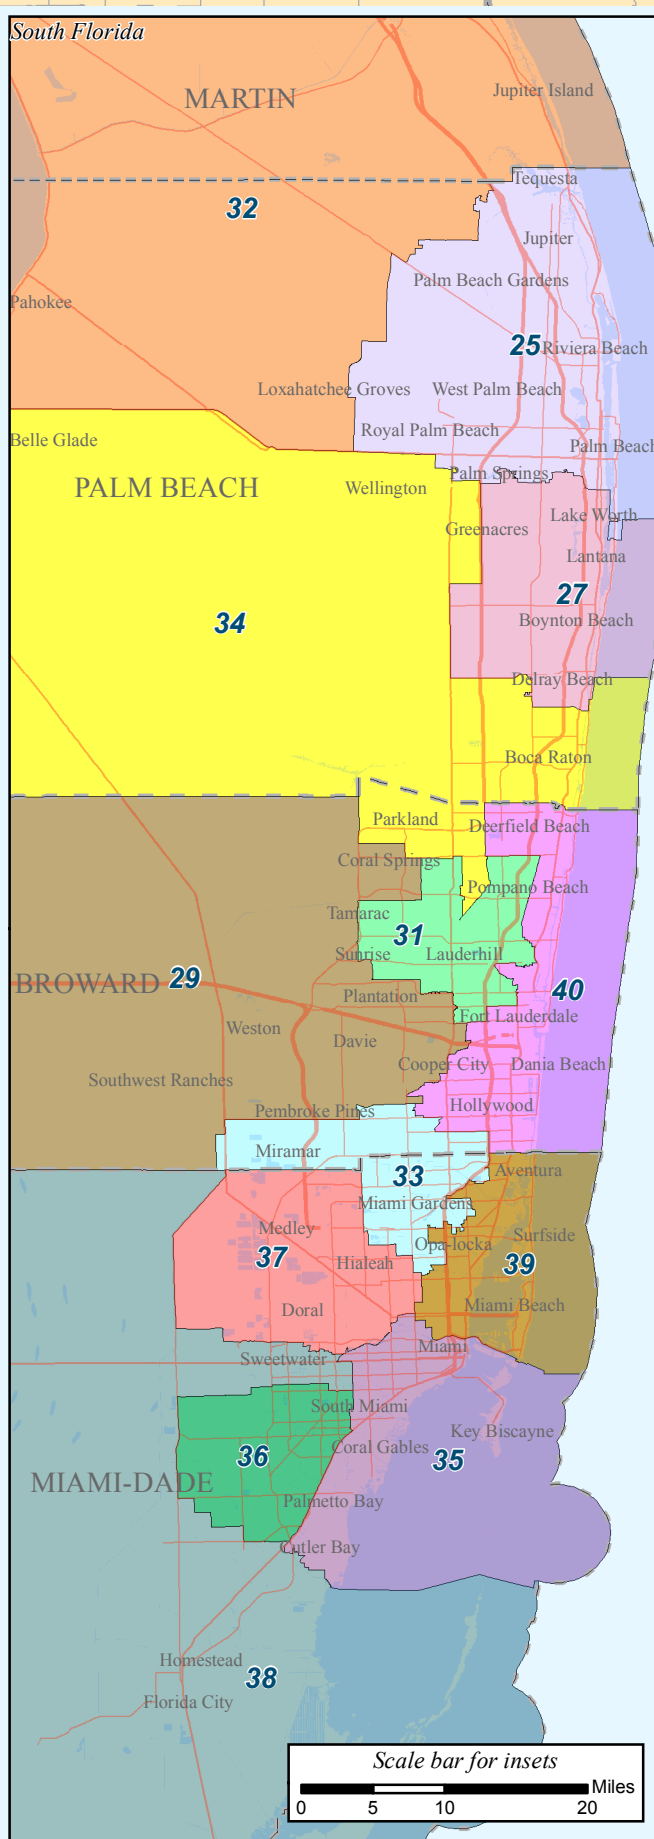 South Florida
Jupiter Island
MARTIN
Tequesta
32
Jupiter
Palm Beach Gardens
Pahokee
25
Riviera Beach
Loxahatchee Groves
West Palm Beach
Royal Palm Beach
Belle Glade
Palm Beach
Palm Springs
PALM BEACH
Wellington
Lake Worth
Greenacres
Lantana
27
34
Boynton Beach
Delray Beach
Boca Raton
Parkland
Deerfield Beach
Coral Springs
Pompano Beach
Tamarac
31
Sunrise
Lauderhill
BROWARD
29
40
Plantation
Fort Lauderdale
Weston
Davie
Cooper City
Dania Beach
Southwest Ranches
Hollywood
Pembroke Pines
Miramar
33
Aventura
Miami Gardens
Medley
Surfside
Opa-locka
37
Hialeah
39
Doral
Miami Beach
Miami
Sweetwater
South Miami
Key Biscayne
Coral Gables
36
35
MIAMI-DADE
Palmetto Bay
Cutler Bay
Homestead
38
Florida City
Scale bar for insets
Miles
0 5 10 20